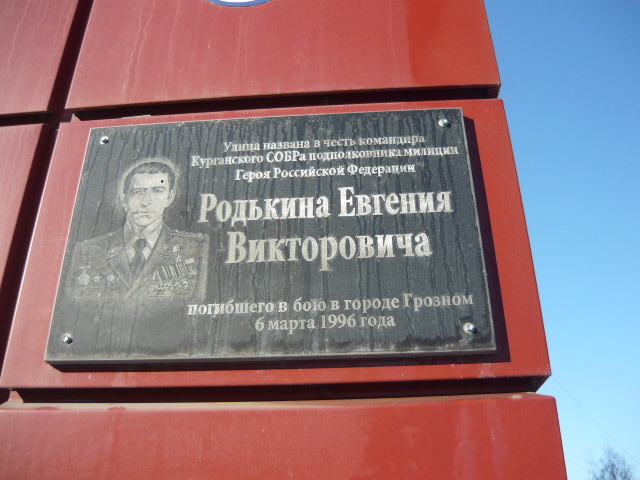 Улица названа в честь командира
Курганского СОБРа подполковника милиции
Героя Российской Федерации
Родькина Евгения
Викторовича
погибшего в бою в городе Грозном
6 марта 1996 года